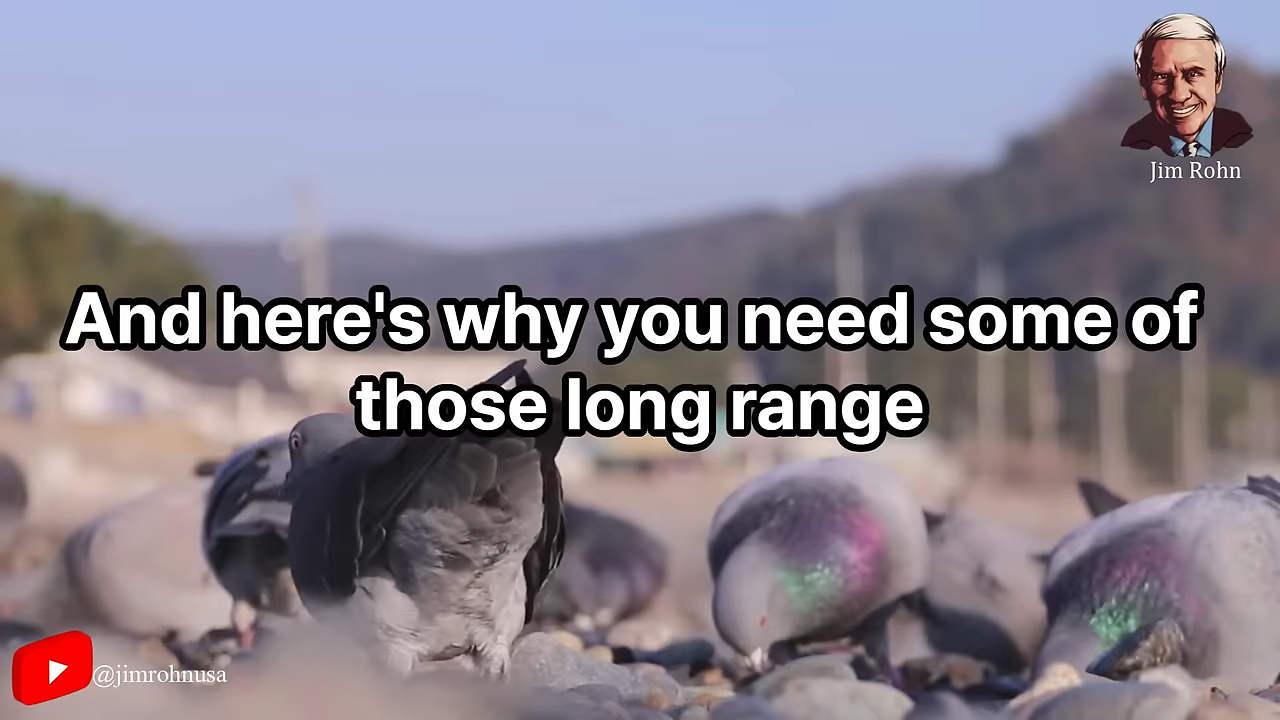 Jim Rohn
And here's why you need some of
those long range
@jimrohnusa